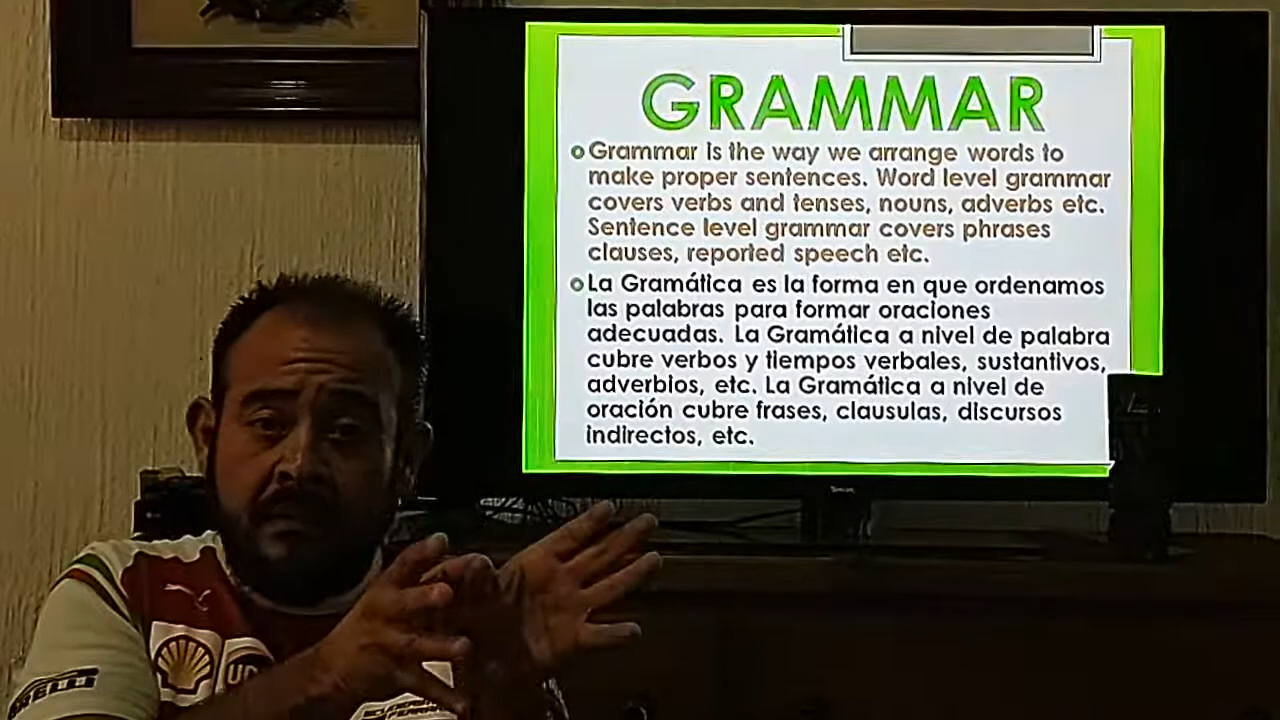 GRAMMAR
Grammar is the way we arrange words to
make proper sentences. Word level grammar
covers verbs and tenses, nouns, adverbs etc.
Sentence level grammar covers phrases
clauses, reported speech etc.
La Gramática es la forma en que ordenamos
las palabras para formar oraciones
adecuadas. La Gramática a nivel de palabra
cubre verbos y tiempos verbales, sustantivos,
adverbios, etc. La Gramática a nivel de
oración cubre frases, clausulas, discursos
indirectos, etc.